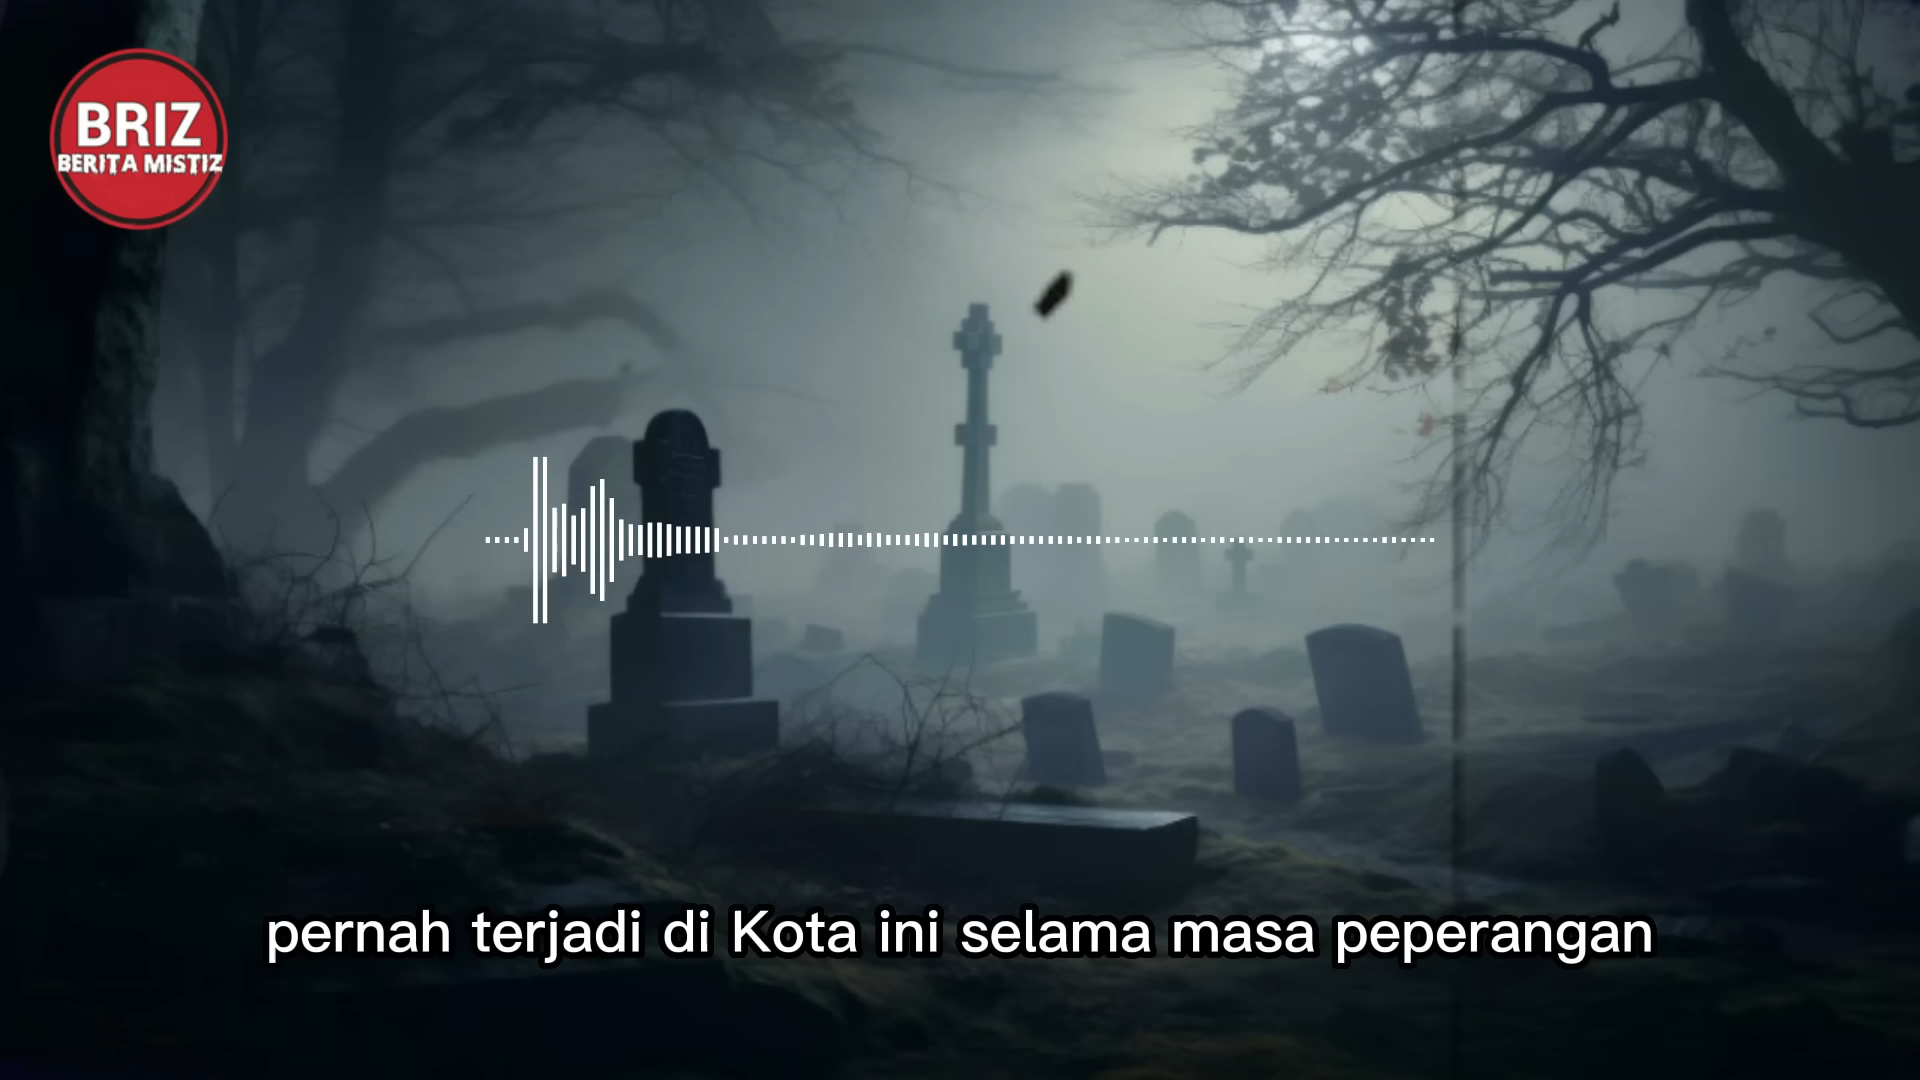 BRIZ
BERITA MISTIZ
pernah terjadi di Kota ini selama masa peperangan